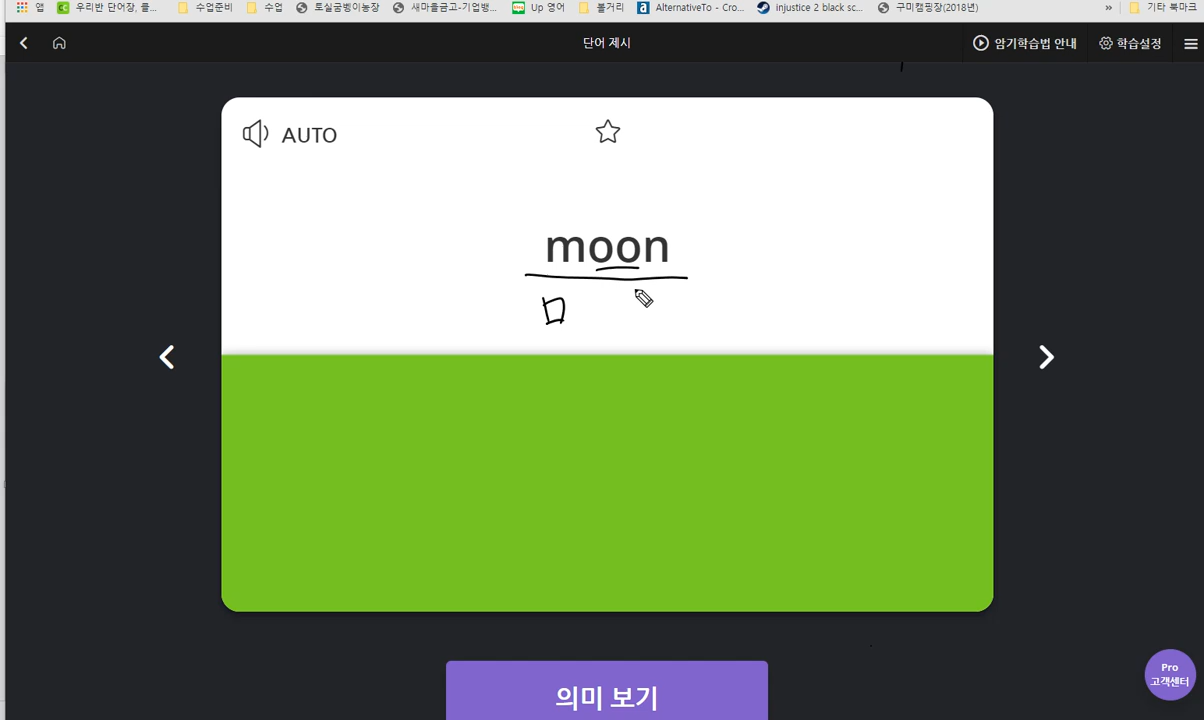 앱 우리반 단어장, 클... 수업준비 수업 토실굼벵이농장 새마을금고-기업뱅... Up 영어 볼거리 AlternativeTo - Cro... injustice 2 black sc... 구미캠핑장(2018년) » 기타 북마크
단어 제시 암기학습법 안내 학습설정
AUTO
moon
ㅁ
의미 보기
Pro
고객센터